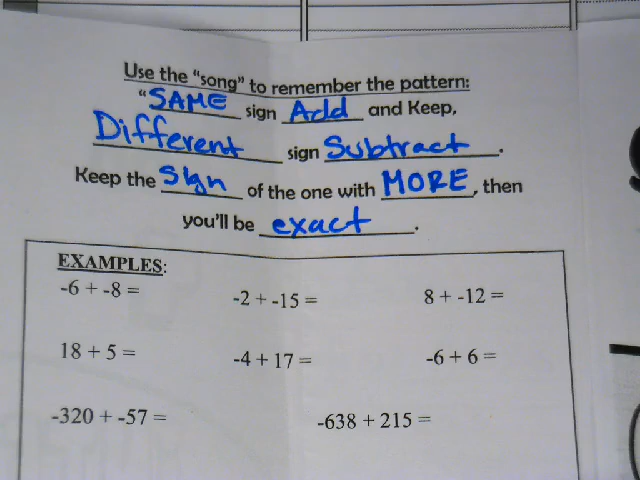 Use the "song" to remember the pattern:
"SAME sign Add and Keep,
Different sign Subtract.
Keep the Sign of the one with MORE, then
you'll be exact.
EXAMPLES:
-6 + -8 = -2 + -15 = 8 + -12 =
18 + 5 = -4 + 17 = -6 + 6 =
-320 + -57 = -638 + 215 =